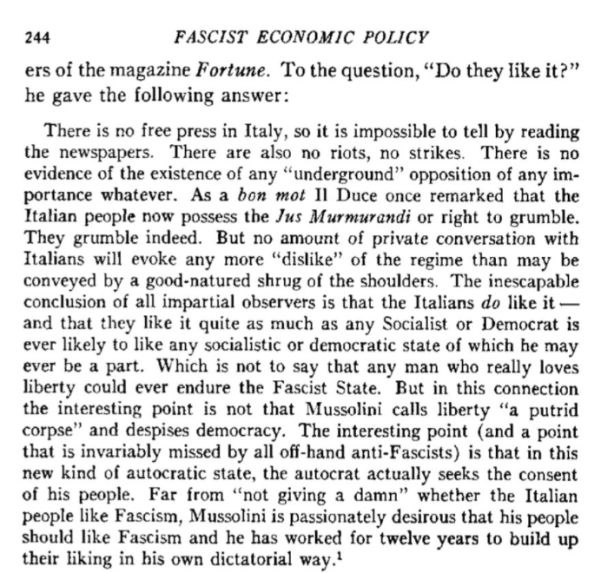 244 FASCIST ECONOMIC POLICY
ers of the magazine Fortune. To the question, "Do they like it?"
he gave the following answer:
There is no free press in Italy, so it is impossible to tell by reading
the newspapers. There are also no riots, no strikes. There is no
evidence of the existence of any "underground" opposition of any im-
portance whatever. As a bon mot Il Duce once remarked that the
Italian people now possess the Jus Murmurandi or right to grumble.
They grumble indeed. But no amount of private conversation with
Italians will evoke any more "dislike" of the regime than may be
conveyed by a good-natured shrug of the shoulders. The inescapable
conclusion of all impartial observers is that the Italians do like it —
and that they like it quite as much as any Socialist or Democrat is
ever likely to like any socialistic or democratic state of which he may
ever be a part. Which is not to say that any man who really loves
liberty could ever endure the Fascist State. But in this connection
the interesting point is not that Mussolini calls liberty "a putrid
corpse" and despises democracy. The interesting point (and a point
that is invariably missed by all off-hand anti-Fascists) is that in this
new kind of autocratic state, the autocrat actually seeks the consent
of his people. Far from "not giving a damn" whether the Italian
people like Fascism, Mussolini is passionately desirous that his people
should like Fascism and he has worked for twelve years to build up
their liking in his own dictatorial way.¹